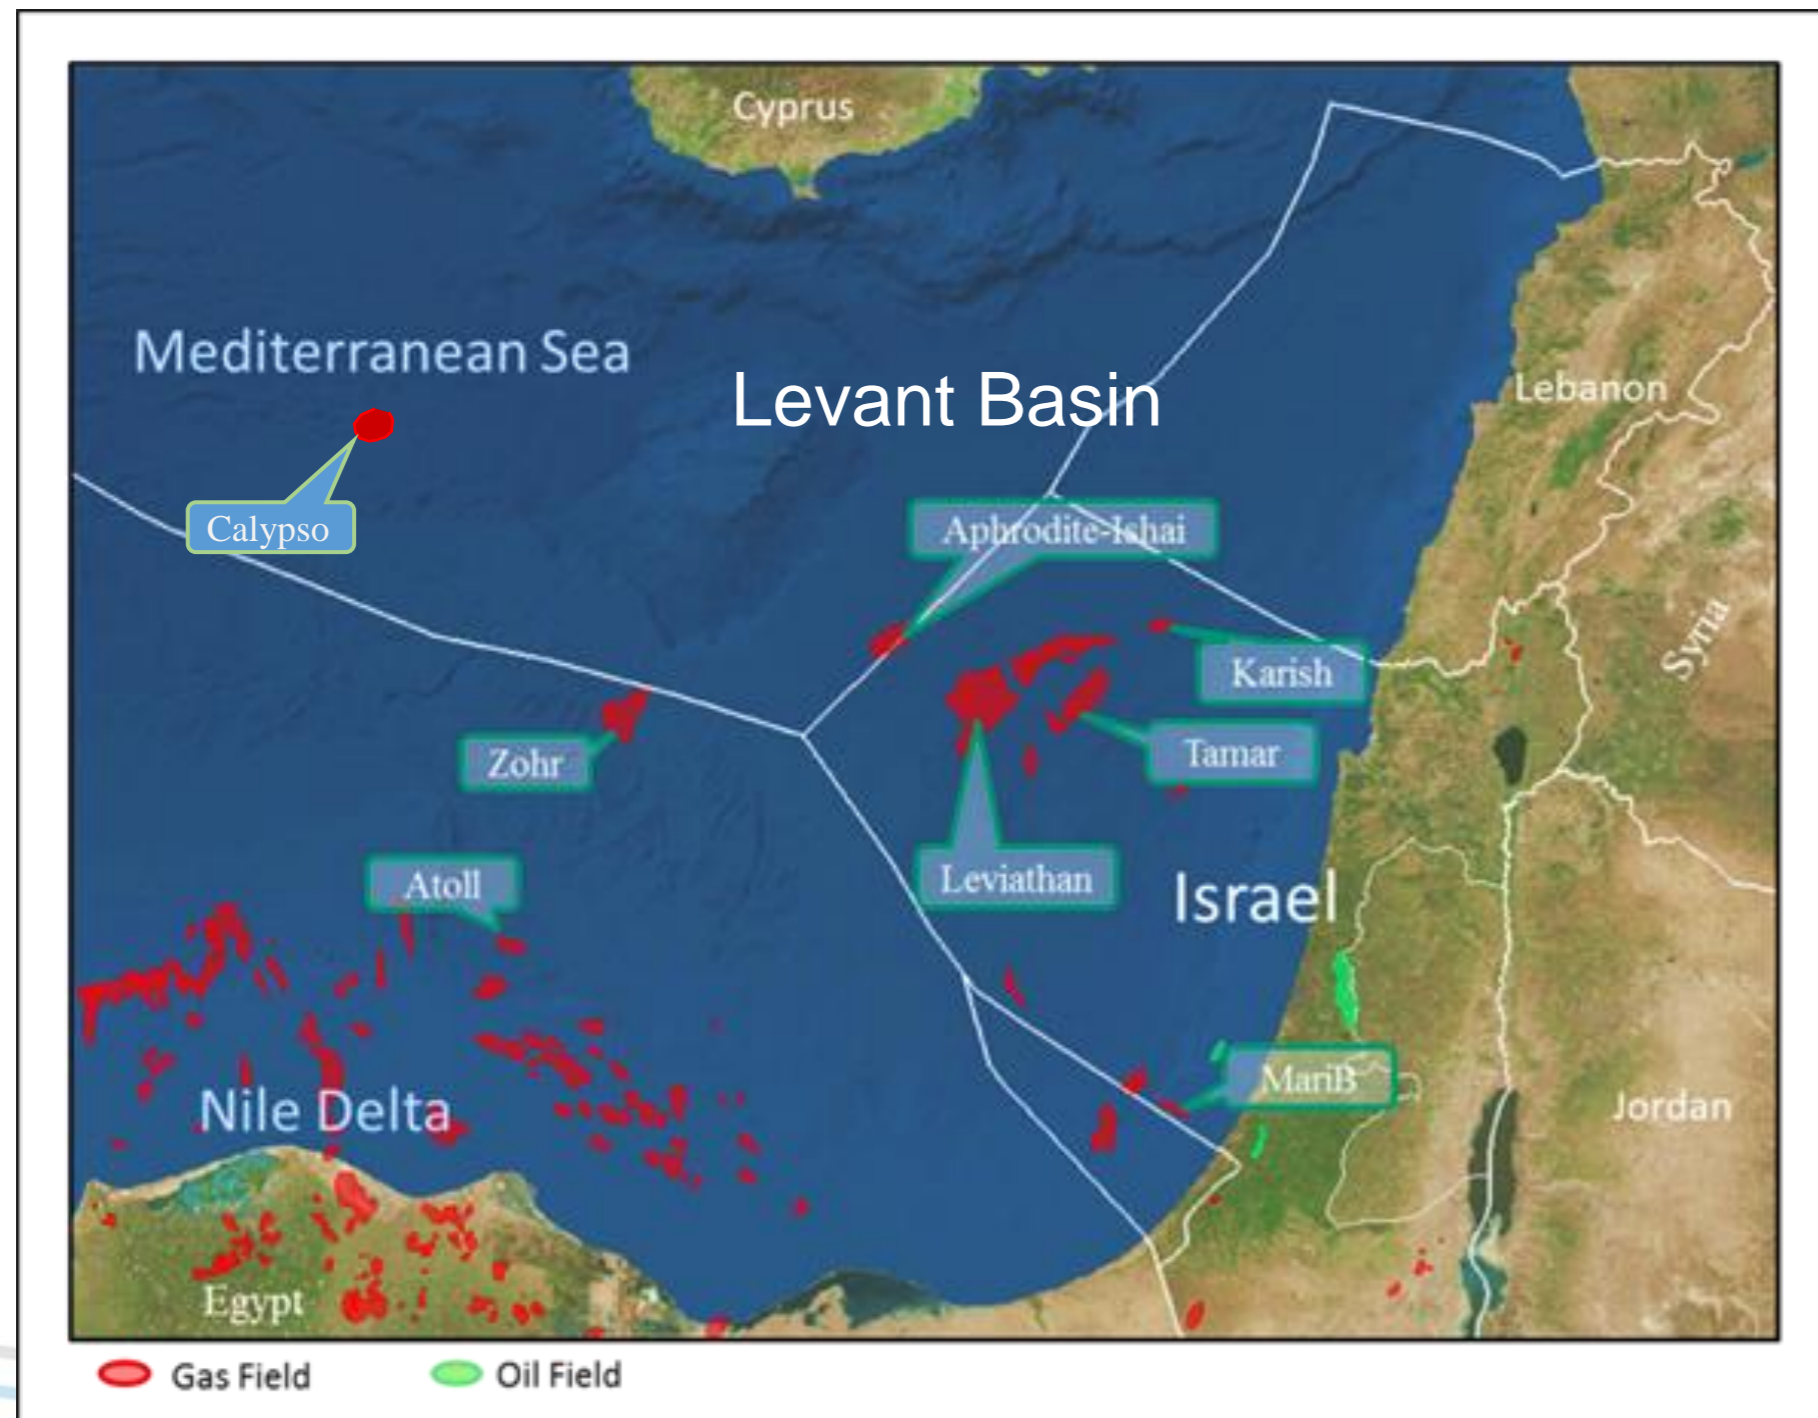 Cyprus
Mediterranean Sea
Levant Basin
Lebanon
Calypso
Aphrodite-Ishai
Syria
Karish
Zohr
Tamar
Atoll
Leviathan
Israel
MariB
Nile Delta
Jordan
Egypt
Gas Field
Oil Field